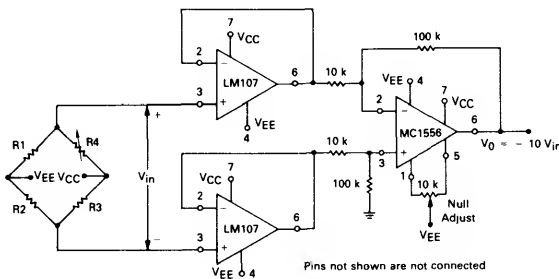 7
VCC
2
LM107
6
3
4
VEE
10 k
100 k
VEE
4
7
VCC
2
MC1556
6
V0 = - 10 Vin
10 k
3
5
1
10 k
100 k
Null
Adjust
VEE
R1
R4
VEE
VCC
R2
R3
+
Vin
-
VCC
7
2
LM107
6
3
VEE
4
Pins not shown are not connected